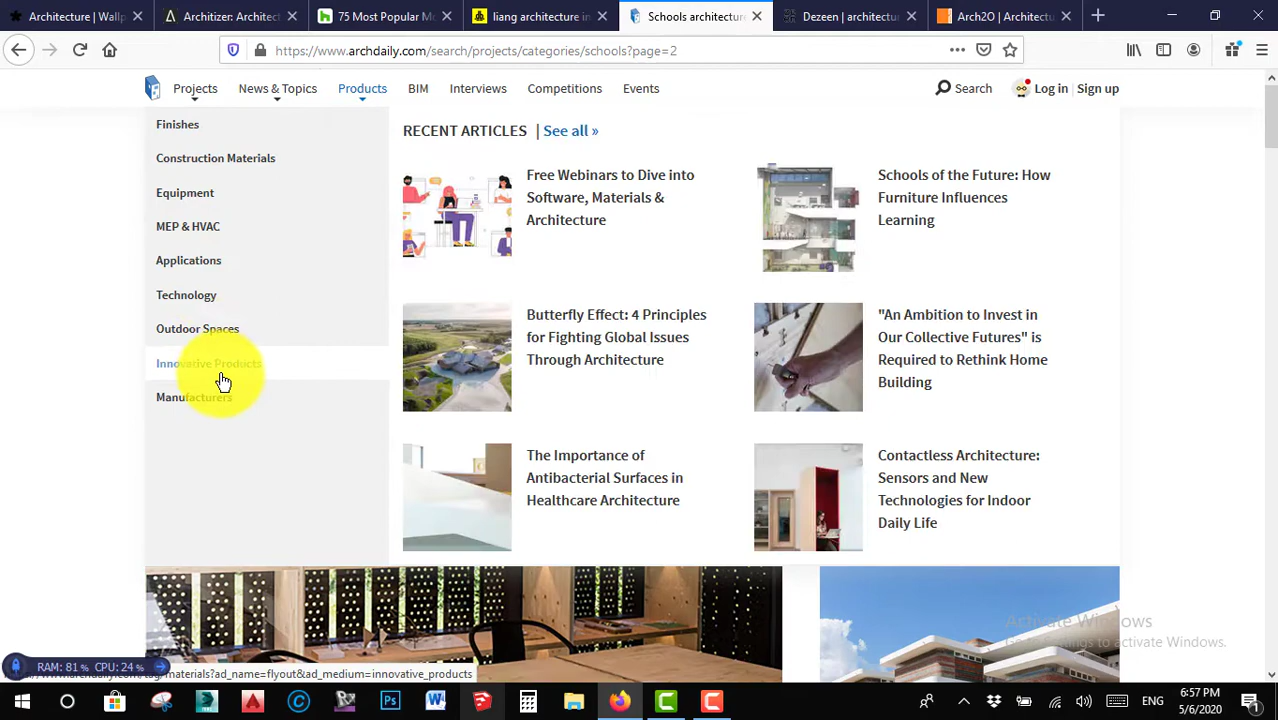 Architecture | Wallp
Architizer: Architect
75 Most Popular M
liang architecture in
Schools architecture
Dezeen | architectu
Arch2O | Architectu
https://www.archdaily.com/search/projects/categories/schools?page=2
Projects
News & Topics
Products
BIM
Interviews
Competitions
Events
Search
Log in | Sign up
Finishes
Construction Materials
Equipment
MEP & HVAC
Applications
Technology
Outdoor Spaces
Innovative Products
Manufacturers
RECENT ARTICLES | See all »
Free Webinars to Dive into
Software, Materials &
Architecture
Schools of the Future: How
Furniture Influences
Learning
Butterfly Effect: 4 Principles
for Fighting Global Issues
Through Architecture
"An Ambition to Invest in
Our Collective Futures" is
Required to Rethink Home
Building
The Importance of
Antibacterial Surfaces in
Healthcare Architecture
Contactless Architecture:
Sensors and New
Technologies for Indoor
Daily Life
Activate Windows
to activate Windows.
RAM: 81% CPU: 24%
materials?ad_name=flyout&ad_medium=innovative_products
ENG
6:57 PM
5/6/2020